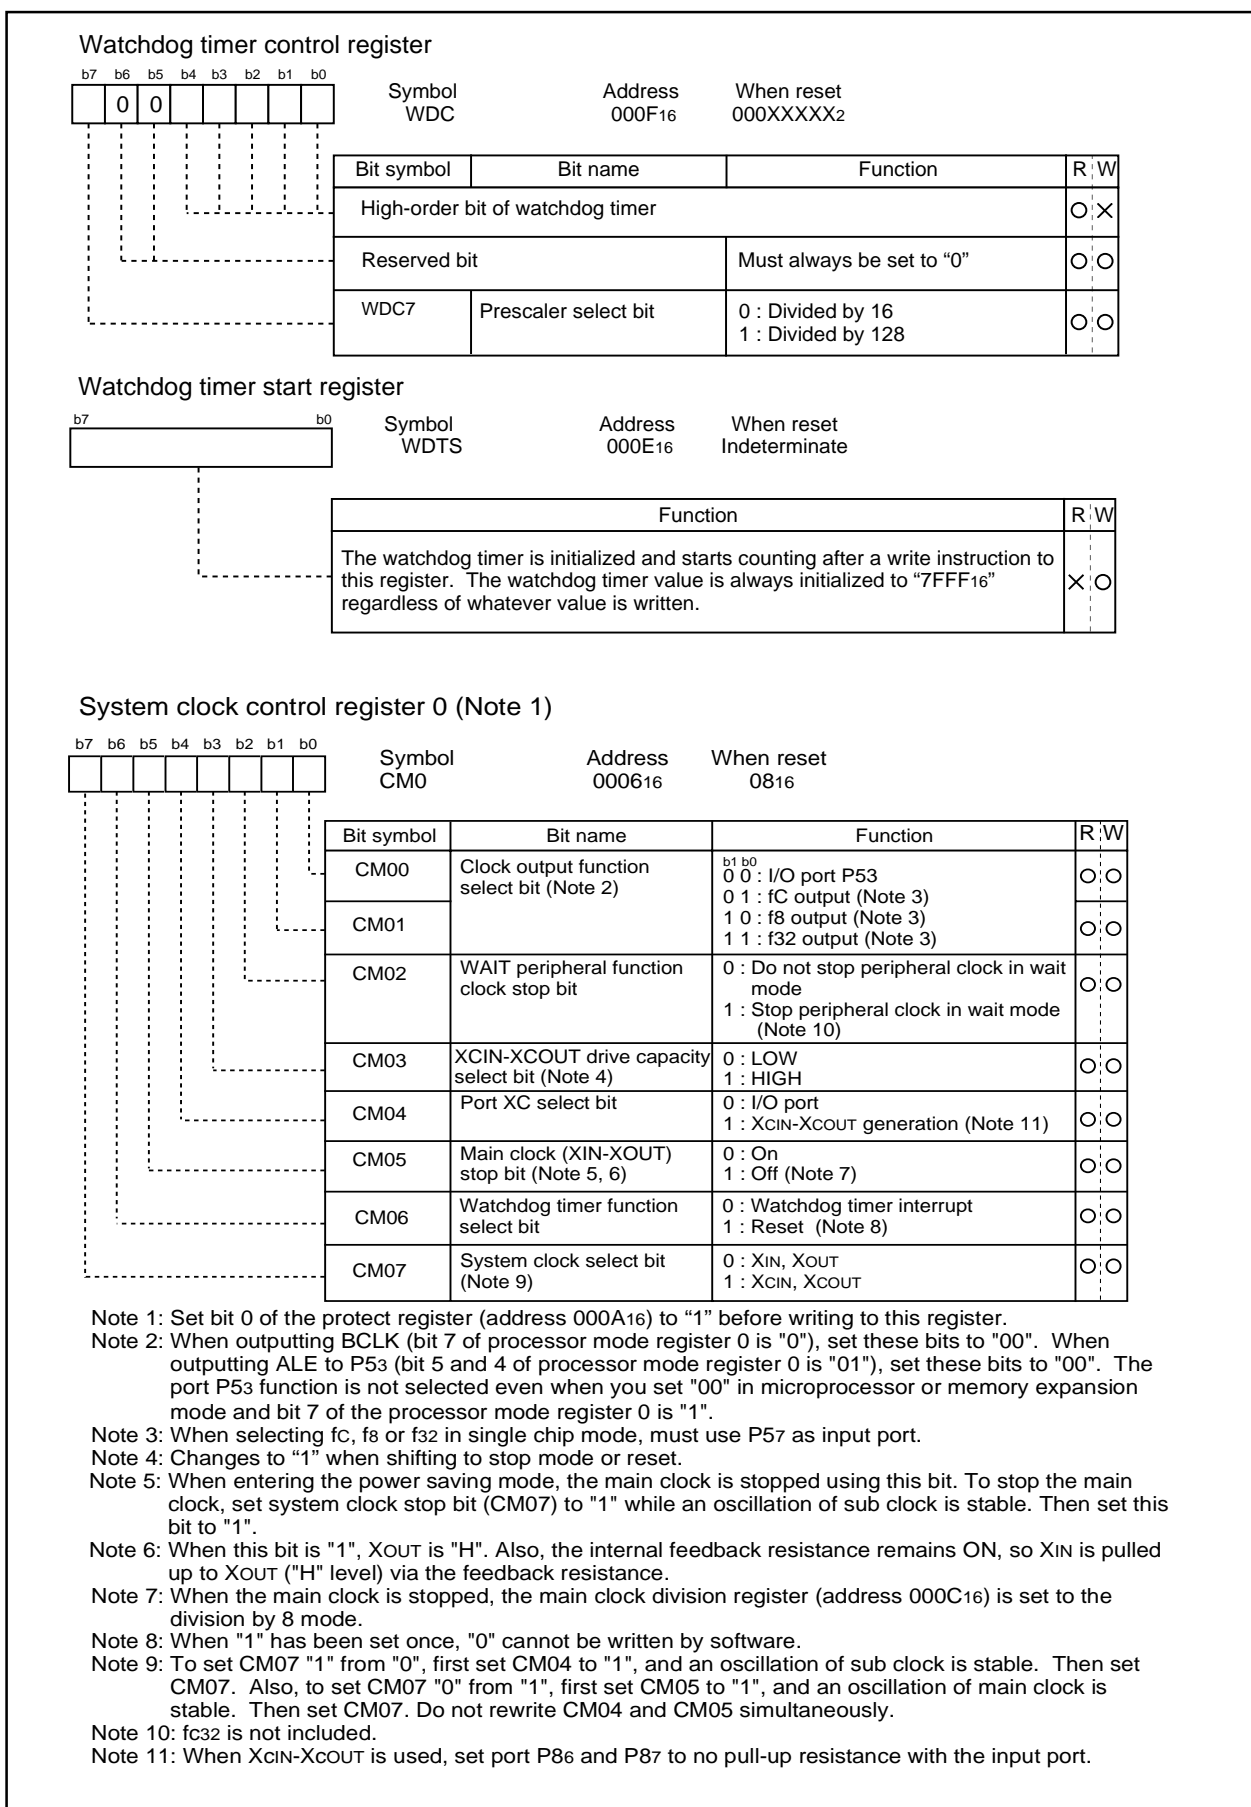 Watchdog timer control register
b7 b6 b5 b4 b3 b2 b1 b0
0 0
Symbol Address When reset
WDC 000F16 000XXXXX2
Bit symbol Bit name Function R W
High-order bit of watchdog timer
Reserved bit Must always be set to “0”
WDC7 Prescaler select bit 0 : Divided by 16
1 : Divided by 128
Watchdog timer start register
b7 b0
Symbol Address When reset
WDTS 000E16 Indeterminate
Function R W
The watchdog timer is initialized and starts counting after a write instruction to
this register. The watchdog timer value is always initialized to “7FFF16”
regardless of whatever value is written.
System clock control register 0 (Note 1)
b7 b6 b5 b4 b3 b2 b1 b0
Symbol Address When reset
CM0 000616 0816
Bit symbol Bit name Function R W
CM00 Clock output function
select bit (Note 2)
b1 b0
0 0 : I/O port P53
0 1 : fC output (Note 3)
CM01 1 0 : f8 output (Note 3)
1 1 : f32 output (Note 3)
CM02 WAIT peripheral function
clock stop bit
0 : Do not stop peripheral clock in wait
mode
1 : Stop peripheral clock in wait mode
(Note 10)
CM03 XCIN-XCOUT drive capacity
select bit (Note 4)
0 : LOW
1 : HIGH
CM04 Port XC select bit 0 : I/O port
1 : XCIN-XCOUT generation (Note 11)
CM05 Main clock (XIN-XOUT)
stop bit (Note 5, 6)
0 : On
1 : Off (Note 7)
CM06 Watchdog timer function
select bit
0 : Watchdog timer interrupt
1 : Reset (Note 8)
CM07 System clock select bit
(Note 9)
0 : XIN, XOUT
1 : XCIN, XCOUT
Note 1: Set bit 0 of the protect register (address 000A16) to “1” before writing to this register.
Note 2: When outputting BCLK (bit 7 of processor mode register 0 is "0"), set these bits to "00". When
outputting ALE to P53 (bit 5 and 4 of processor mode register 0 is "01"), set these bits to "00". The
port P53 function is not selected even when you set "00" in microprocessor or memory expansion
mode and bit 7 of the processor mode register 0 is "1".
Note 3: When selecting fC, f8 or f32 in single chip mode, must use P57 as input port.
Note 4: Changes to “1” when shifting to stop mode or reset.
Note 5: When entering the power saving mode, the main clock is stopped using this bit. To stop the main
clock, set system clock stop bit (CM07) to "1" while an oscillation of sub clock is stable. Then set this
bit to "1".
Note 6: When this bit is "1", XOUT is "H". Also, the internal feedback resistance remains ON, so XIN is pulled
up to XOUT ("H" level) via the feedback resistance.
Note 7: When the main clock is stopped, the main clock division register (address 000C16) is set to the
division by 8 mode.
Note 8: When "1" has been set once, "0" cannot be written by software.
Note 9: To set CM07 "1" from "0", first set CM04 to "1", and an oscillation of sub clock is stable. Then set
CM07. Also, to set CM07 "0" from "1", first set CM05 to "1", and an oscillation of main clock is
stable. Then set CM07. Do not rewrite CM04 and CM05 simultaneously.
Note 10: fC32 is not included.
Note 11: When XCIN-XCOUT is used, set port P86 and P87 to no pull-up resistance with the input port.